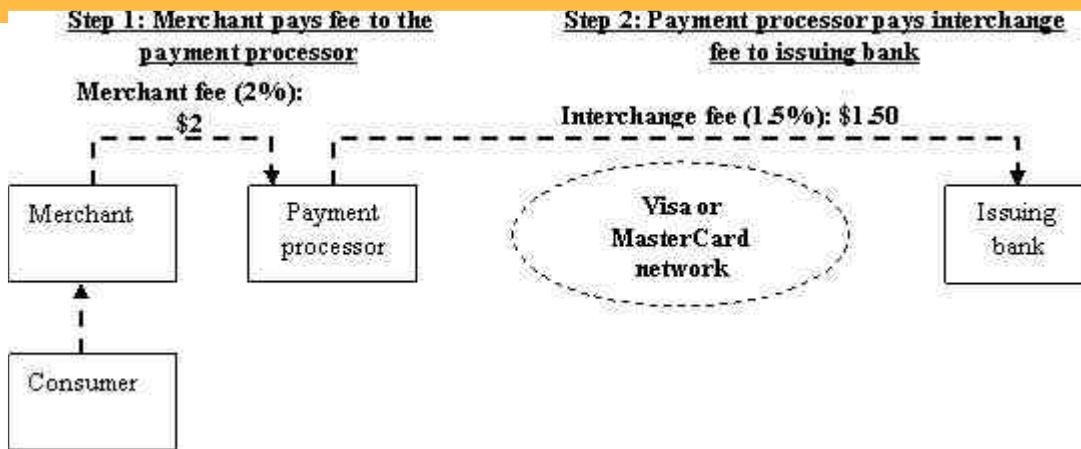 Step 1: Merchant pays fee to the
payment processor
Step 2: Payment processor pays interchange
fee to issuing bank
Merchant fee (2%):
$2
Interchange fee (1.5%): $1.50
Merchant
Payment
processor
Visa or
MasterCard
network
Issuing
bank
Consumer